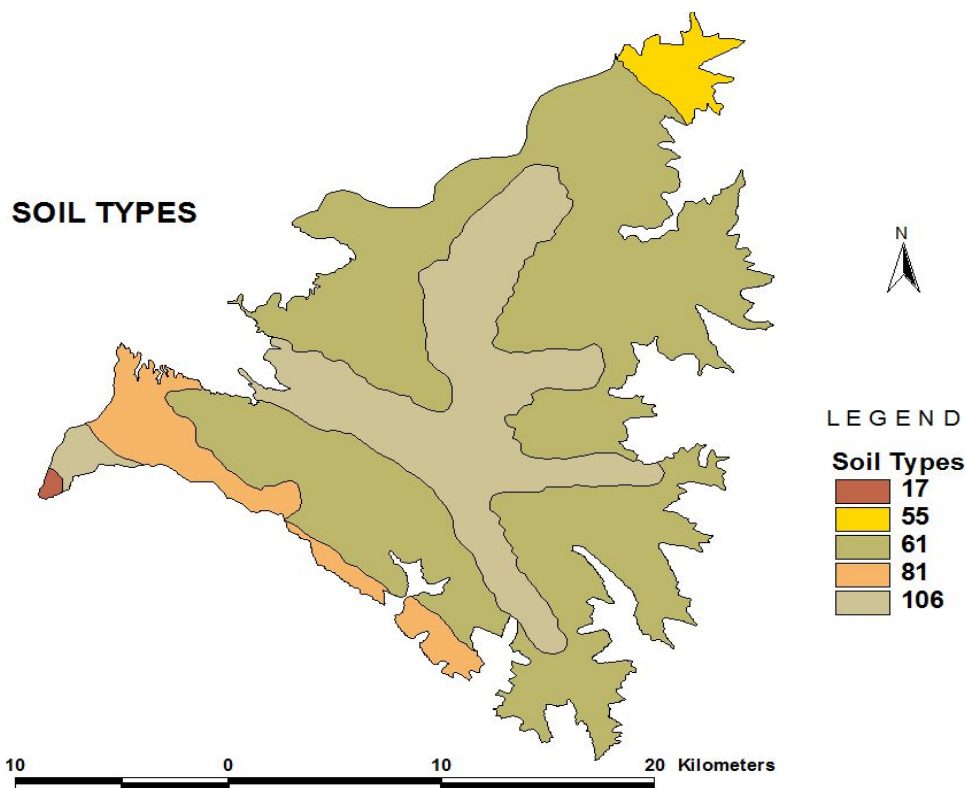 SOIL TYPES
N
LEGEND
Soil Types
17
55
61
81
106
10 0 10 20 Kilometers